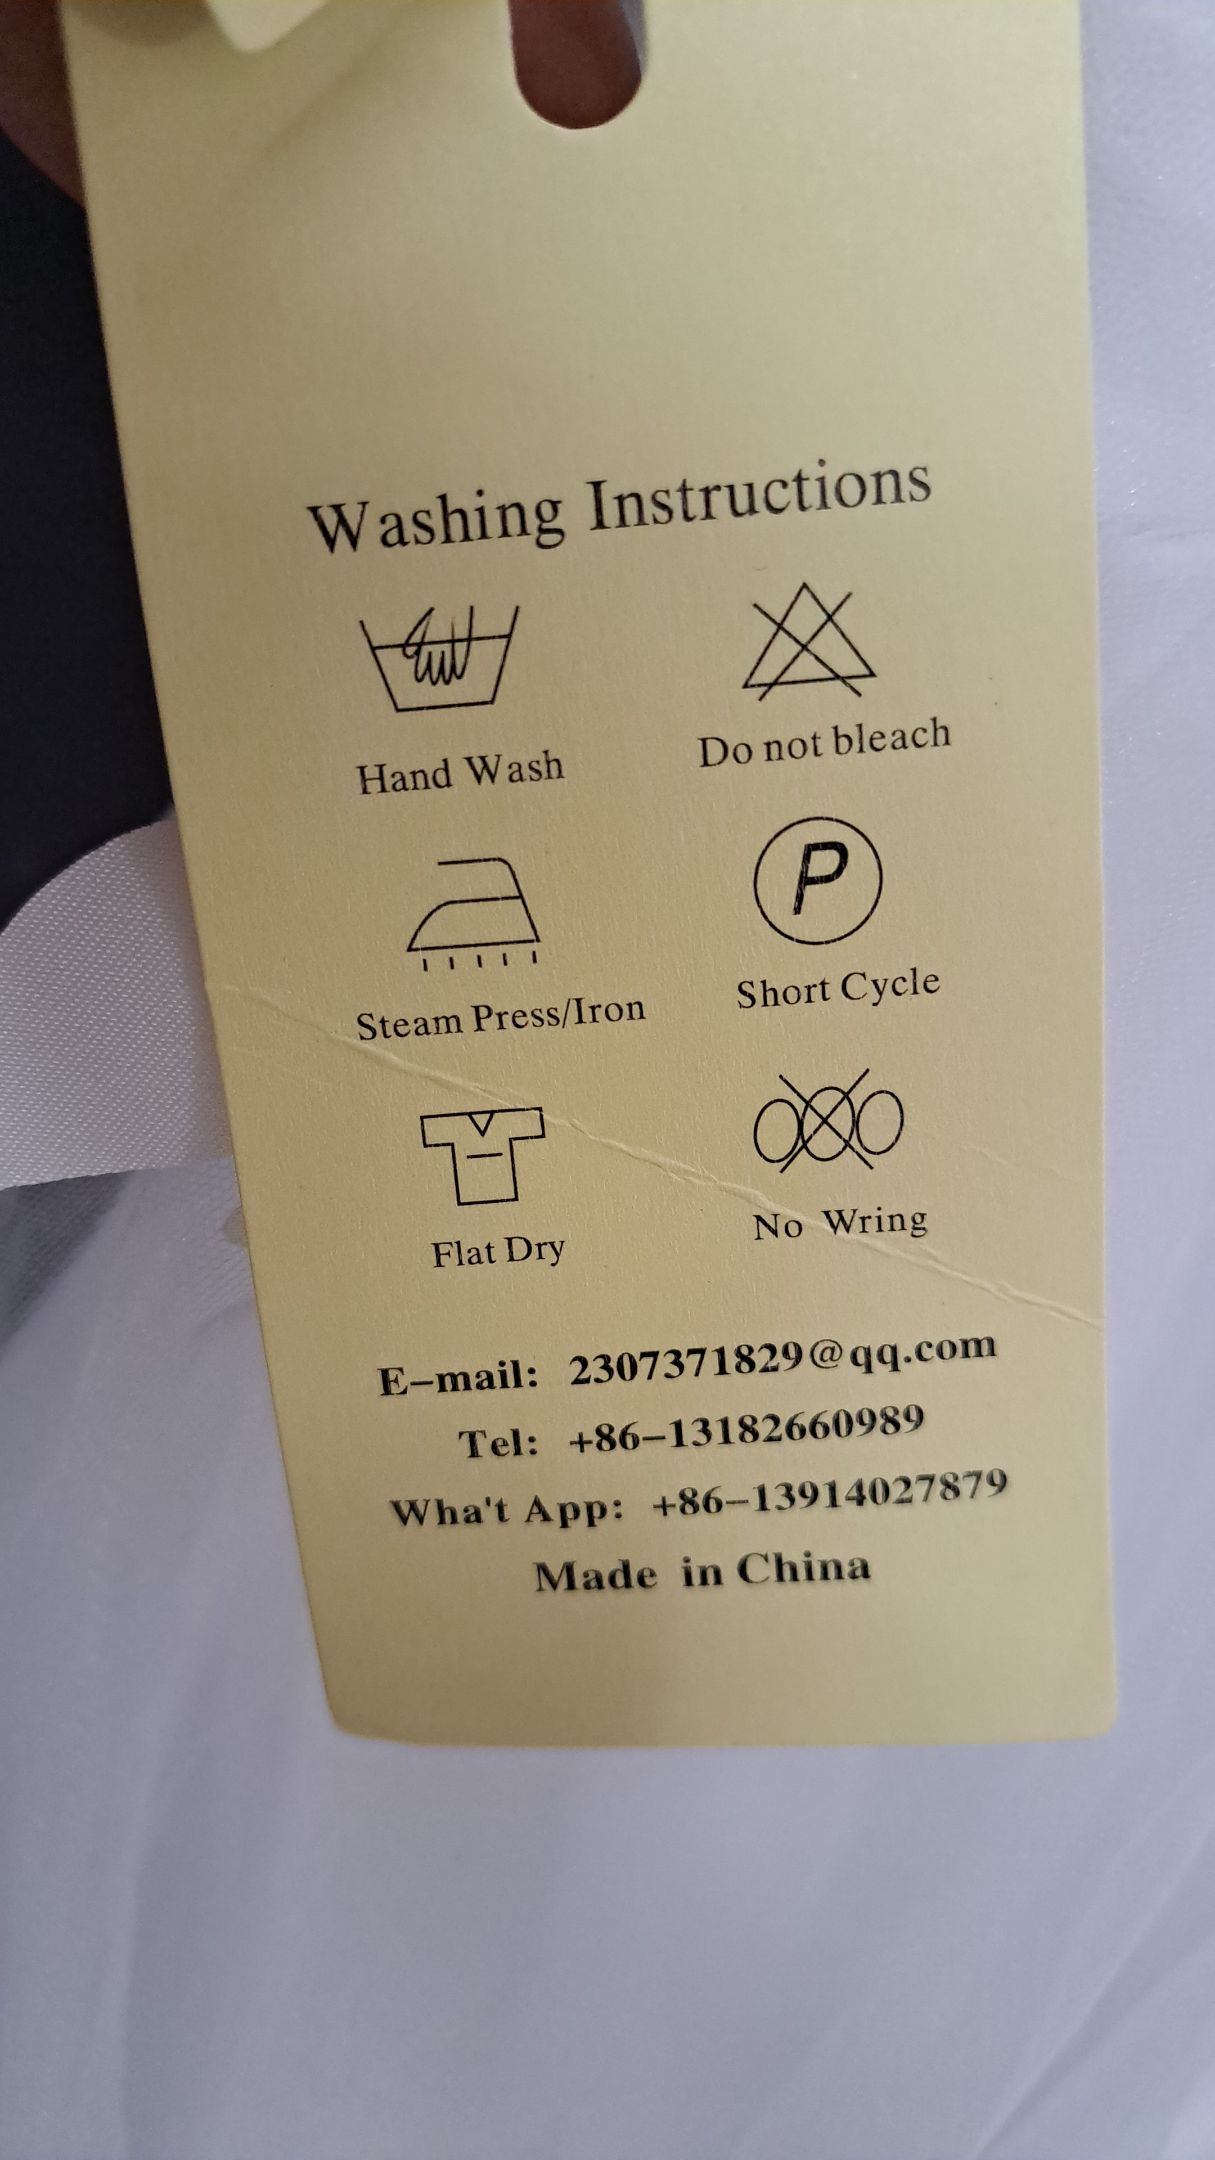 Washing Instructions
Hand Wash
Do not bleach
P
Steam Press/Iron
Short Cycle
Flat Dry
No Wring
E-mail: 2307371829@qq.com
Tel: +86-13182660989
Wha't App: +86-13914027879
Made in China